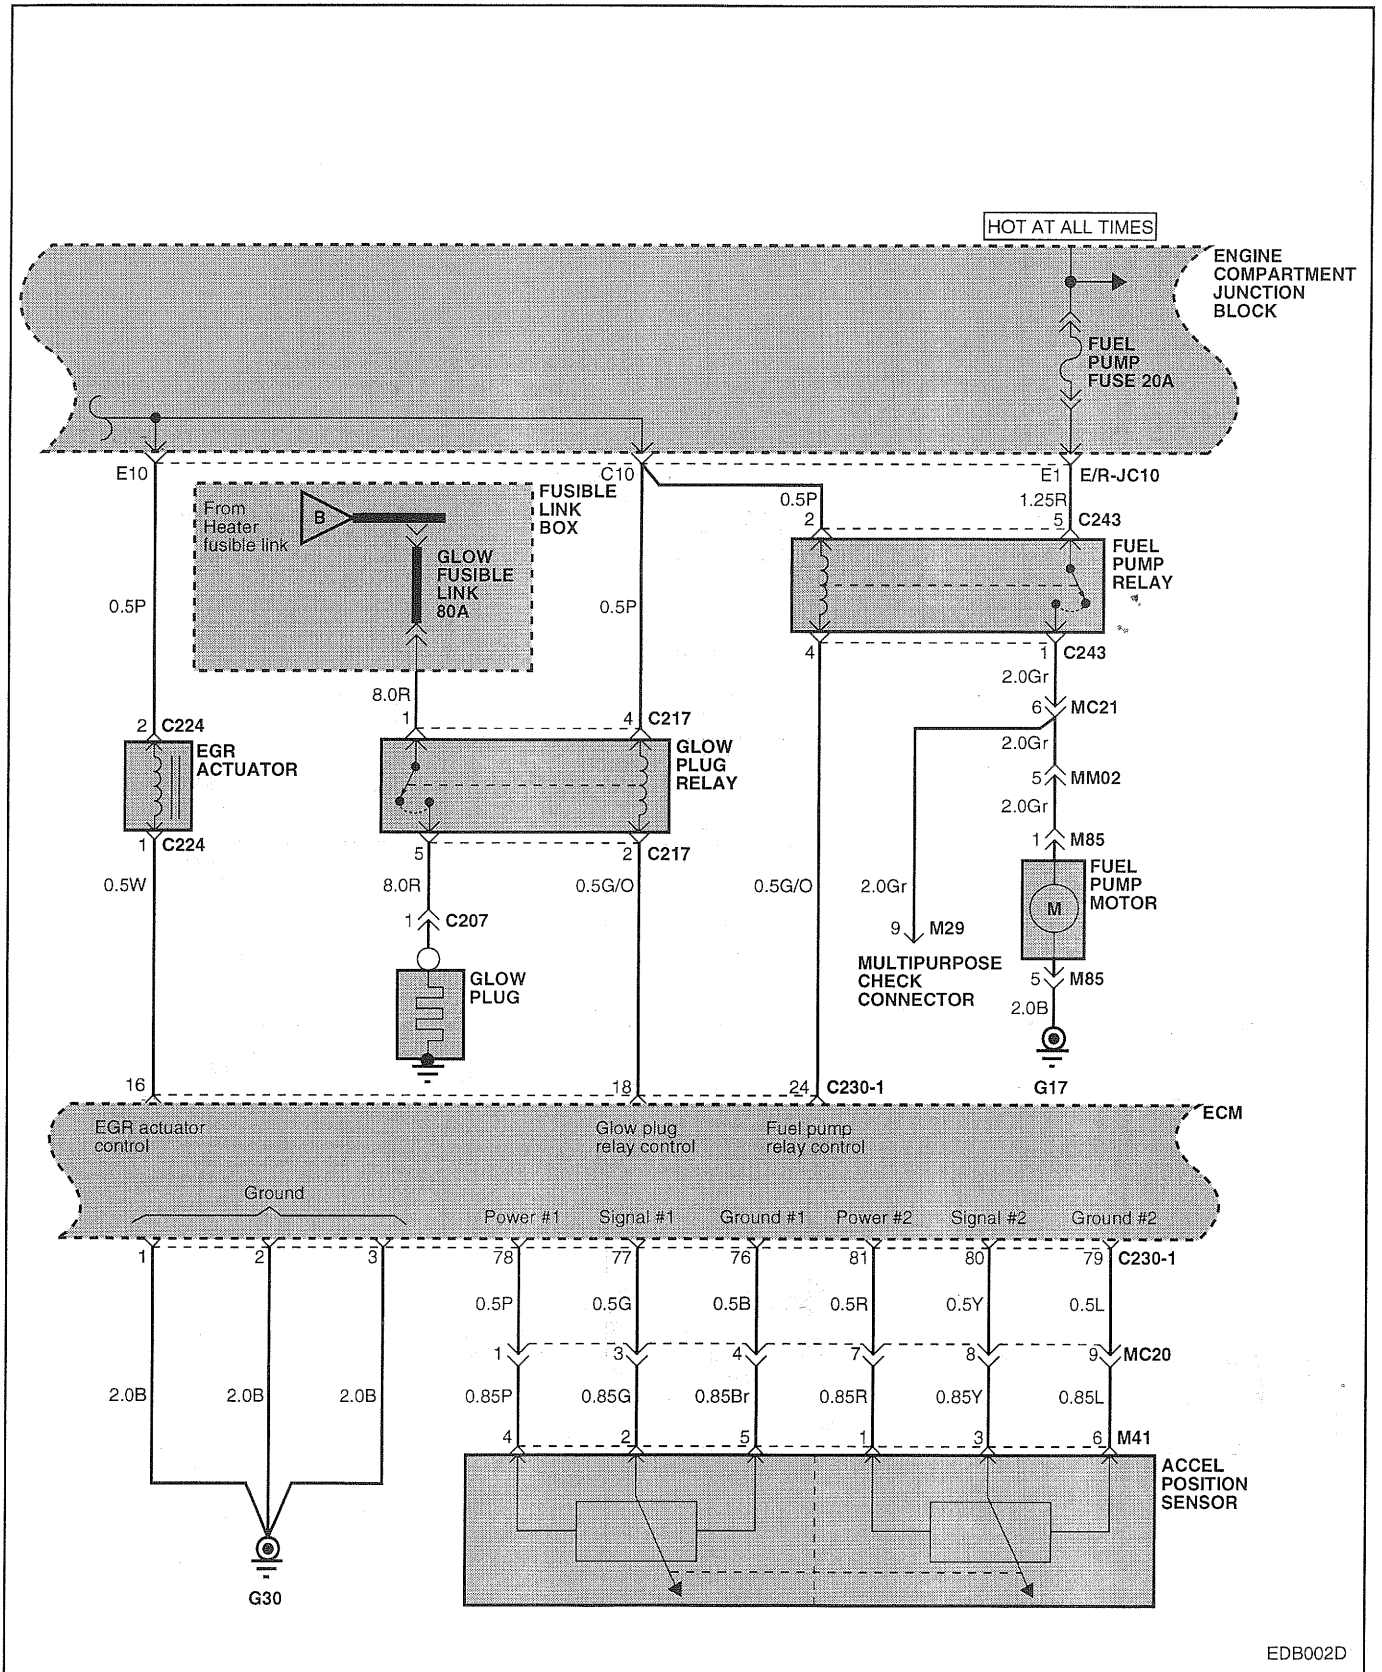 HOT AT ALL TIMES
ENGINE
COMPARTMENT
JUNCTION
BLOCK
FUEL
PUMP
FUSE 20A
E10
C10
E1
E/R-JC10
FUSIBLE
LINK
BOX
From
Heater
fusible link
B
GLOW
FUSIBLE
LINK
80A
0.5P
1.25R
2
5
C243
FUEL
PUMP
RELAY
0.5P
0.5P
4
1
C243
8.0R
2.0Gr
6
MC21
2
C224
1
4
C217
2.0Gr
EGR
ACTUATOR
GLOW
PLUG
RELAY
5
MM02
2.0Gr
1
C224
5
2
C217
1
M85
0.5W
8.0R
0.5G/O
0.5G/O
2.0Gr
FUEL
PUMP
MOTOR
M
1
C207
9
M29
MULTIPURPOSE
CHECK
CONNECTOR
GLOW
PLUG
5
M85
2.0B
G17
16
18
24
C230-1
ECM
EGR actuator
control
Glow plug
relay control
Fuel pump
relay control
Ground
Power #1
Signal #1
Ground #1
Power #2
Signal #2
Ground #2
1
2
3
78
77
76
81
80
79
C230-1
0.5P
0.5G
0.5B
0.5R
0.5Y
0.5L
1
3
4
7
8
9
MC20
2.0B
2.0B
2.0B
0.85P
0.85G
0.85Br
0.85R
0.85Y
0.85L
4
2
5
1
3
6
M41
ACCEL
POSITION
SENSOR
G30
EDB002D